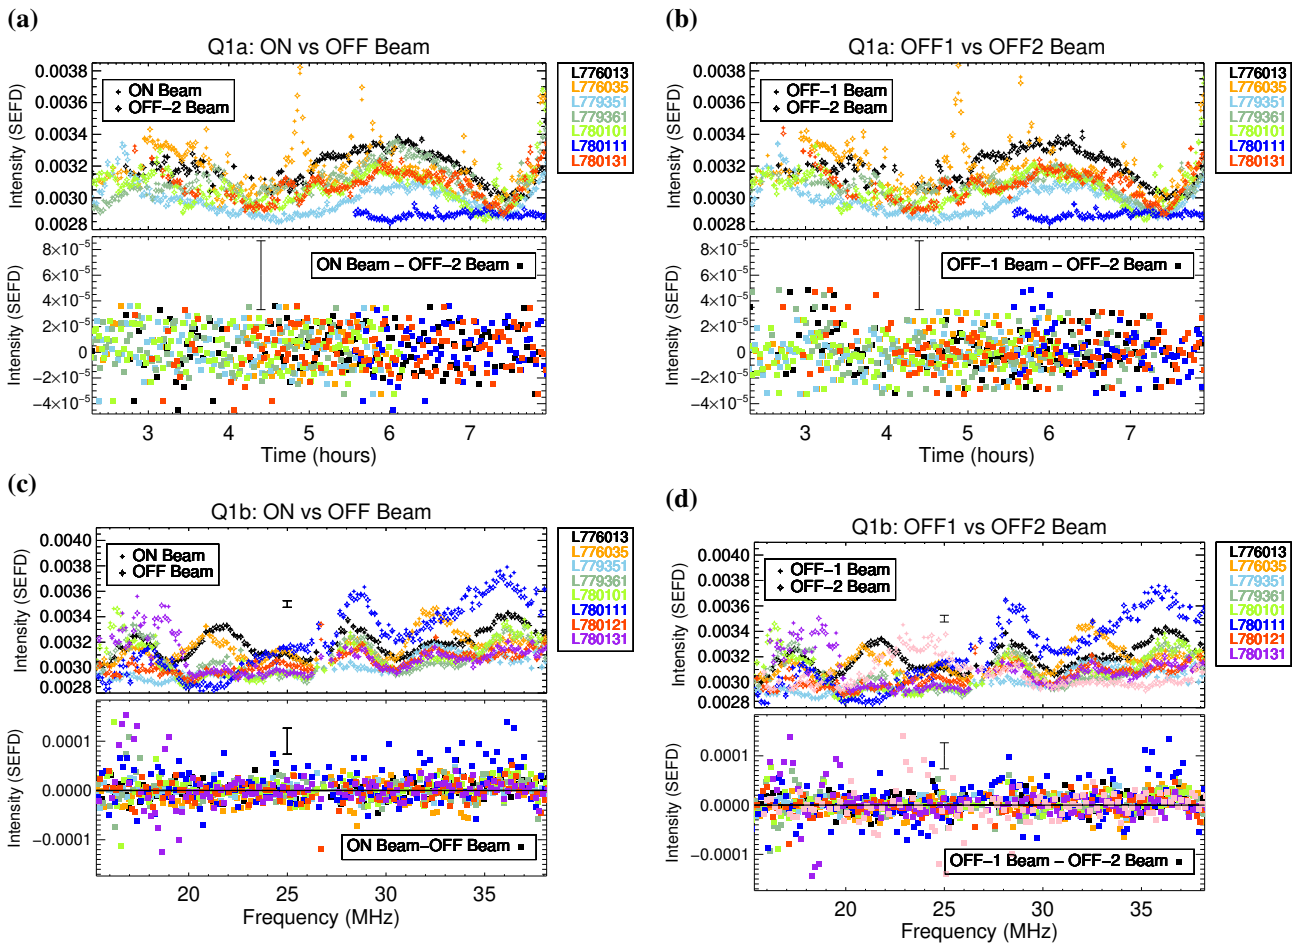 (a)
Q1a: ON vs OFF Beam
Intensity (SEFD)
0.0038
0.0036
0.0034
0.0032
0.0030
0.0028
ON Beam
OFF-2 Beam
L776013
L776035
L779351
L779361
L780101
L780111
L780131
Intensity (SEFD)
8×10⁻⁵
6×10⁻⁵
4×10⁻⁵
2×10⁻⁵
0
−2×10⁻⁵
−4×10⁻⁵
ON Beam − OFF-2 Beam
3 4 5 6 7
Time (hours)
(b)
Q1a: OFF1 vs OFF2 Beam
Intensity (SEFD)
0.0038
0.0036
0.0034
0.0032
0.0030
0.0028
OFF-1 Beam
OFF-2 Beam
L776013
L776035
L779351
L779361
L780101
L780111
L780131
Intensity (SEFD)
8×10⁻⁵
6×10⁻⁵
4×10⁻⁵
2×10⁻⁵
0
−2×10⁻⁵
−4×10⁻⁵
OFF-1 Beam − OFF-2 Beam
3 4 5 6 7
Time (hours)
(c)
Q1b: ON vs OFF Beam
Intensity (SEFD)
0.0040
0.0038
0.0036
0.0034
0.0032
0.0030
0.0028
ON Beam
OFF Beam
L776013
L776035
L779351
L779361
L780101
L780111
L780121
L780131
Intensity (SEFD)
0.0001
0.0000
−0.0001
ON Beam−OFF Beam
20 25 30 35
Frequency (MHz)
(d)
Q1b: OFF1 vs OFF2 Beam
Intensity (SEFD)
0.0040
0.0038
0.0036
0.0034
0.0032
0.0030
0.0028
OFF-1 Beam
OFF-2 Beam
L776013
L776035
L779351
L779361
L780101
L780111
L780121
L780131
Intensity (SEFD)
0.0001
0.0000
−0.0001
OFF-1 Beam − OFF-2 Beam
20 25 30 35
Frequency (MHz)